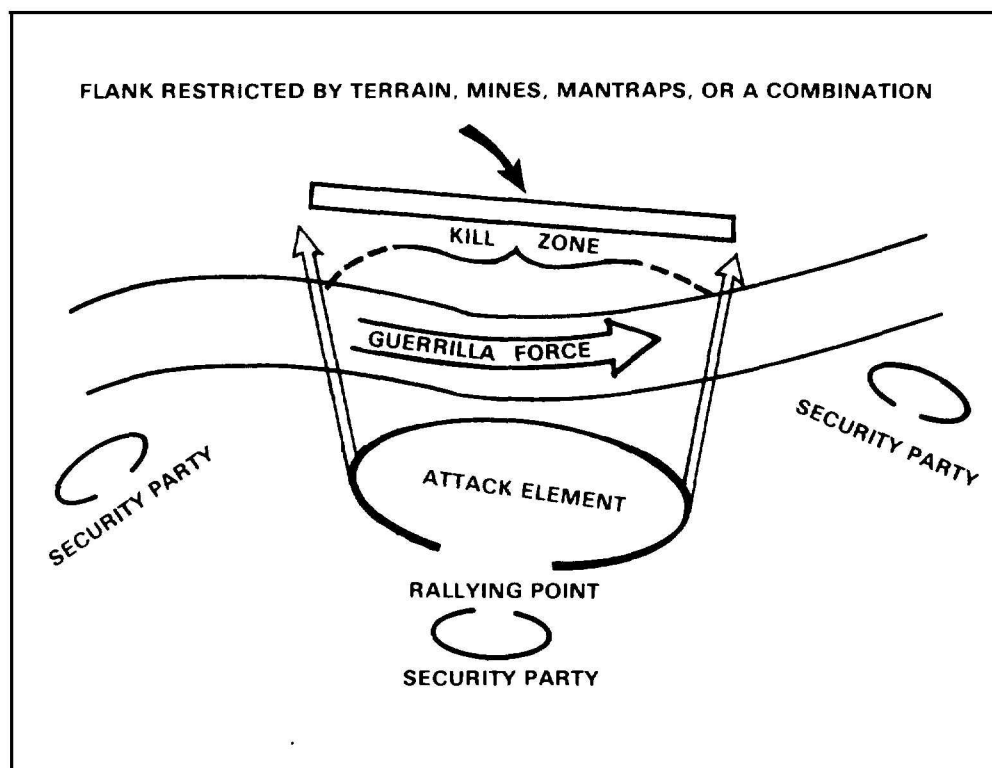 FLANK RESTRICTED BY TERRAIN, MINES, MANTRAPS, OR A COMBINATION
KILL ZONE
GUERRILLA FORCE
SECURITY PARTY
ATTACK ELEMENT
SECURITY PARTY
RALLYING POINT
SECURITY PARTY